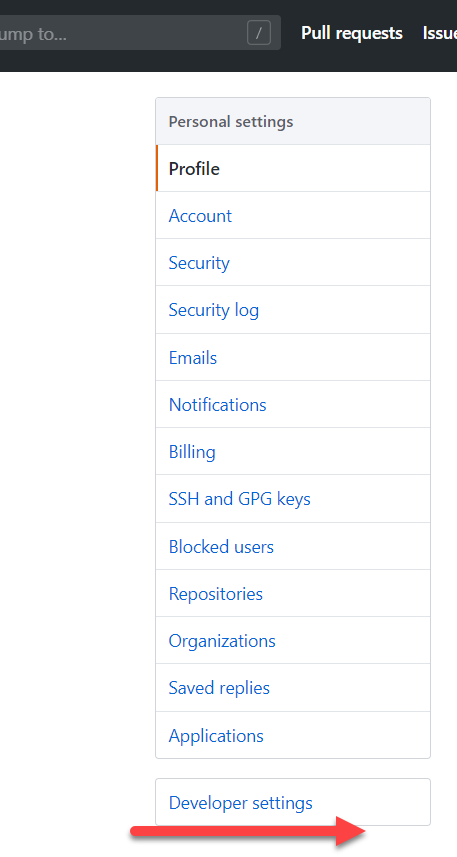 ump to...
/
Pull requests
Issue
Personal settings
Profile
Account
Security
Security log
Emails
Notifications
Billing
SSH and GPG keys
Blocked users
Repositories
Organizations
Saved replies
Applications
Developer settings